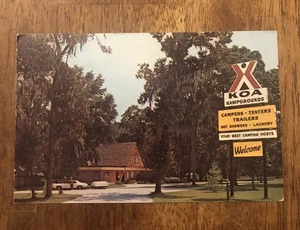 KOA
KAMPGROUNDS
CAMPERS - TENTERS
TRAILERS
HOT SHOWERS - LAUNDRY
YOUR BEST CAMPING HOSTS
Welcome